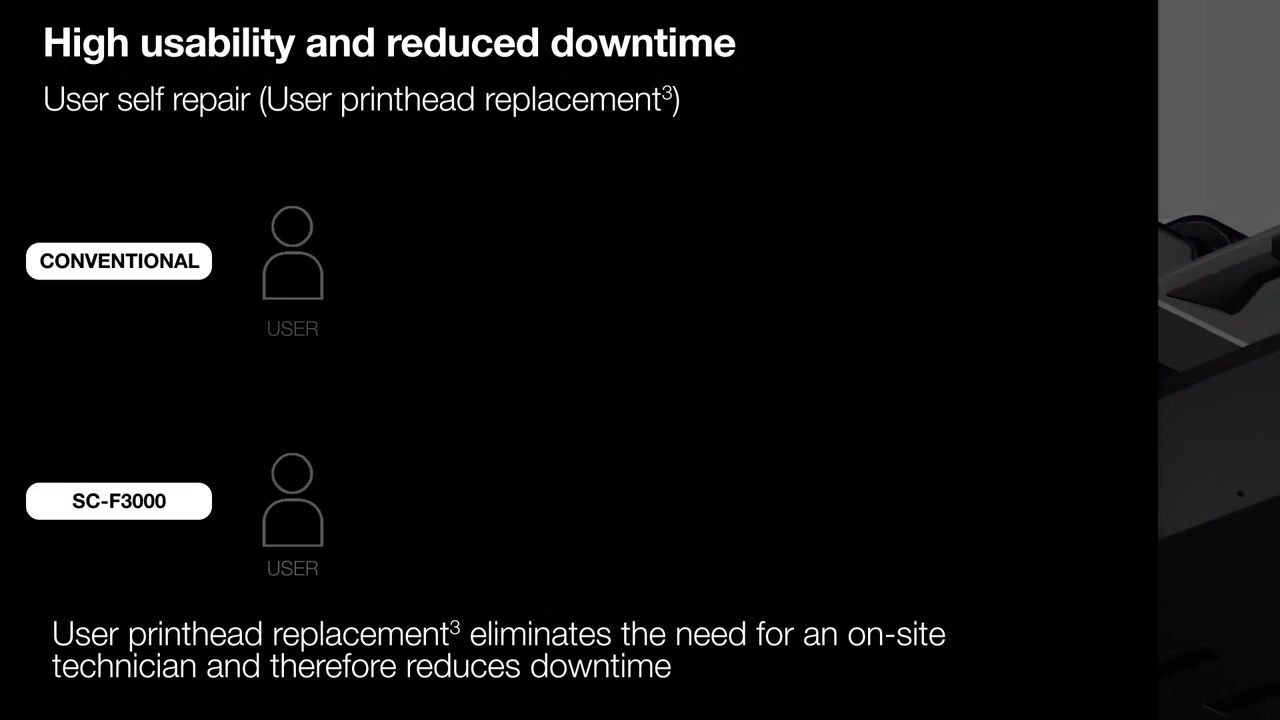 High usability and reduced downtime
User self repair (User printhead replacement³)
CONVENTIONAL
USER
SC-F3000
USER
User printhead replacement³ eliminates the need for an on-site
technician and therefore reduces downtime